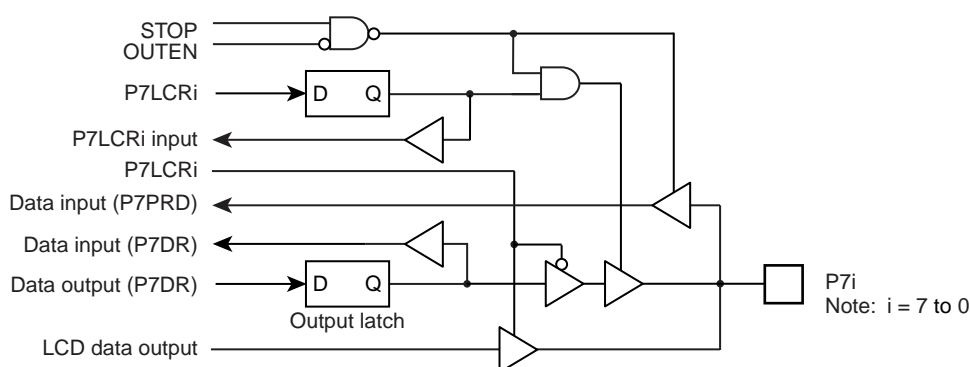 STOP
OUTEN
P7LCRi
D Q
P7LCRi input
P7LCRi
Data input (P7PRD)
Data input (P7DR)
Data output (P7DR)
D Q
Output latch
P7i
Note: i = 7 to 0
LCD data output